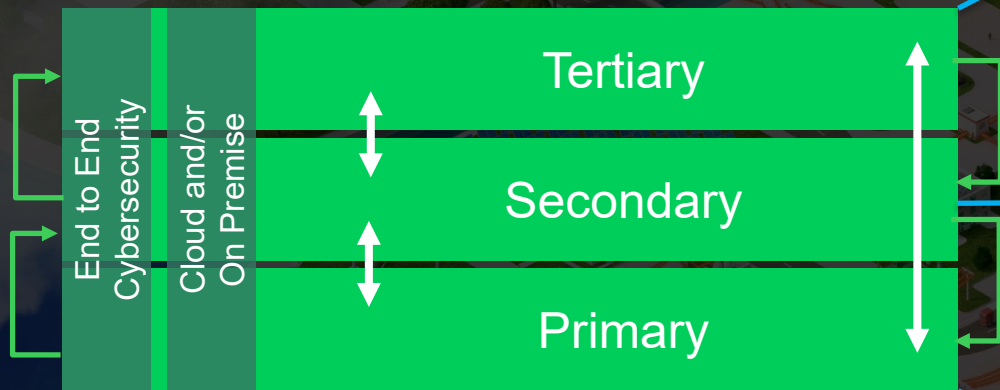 Tertiary
Secondary
Primary
End to End
Cybersecurity
Cloud and/or
On Premise